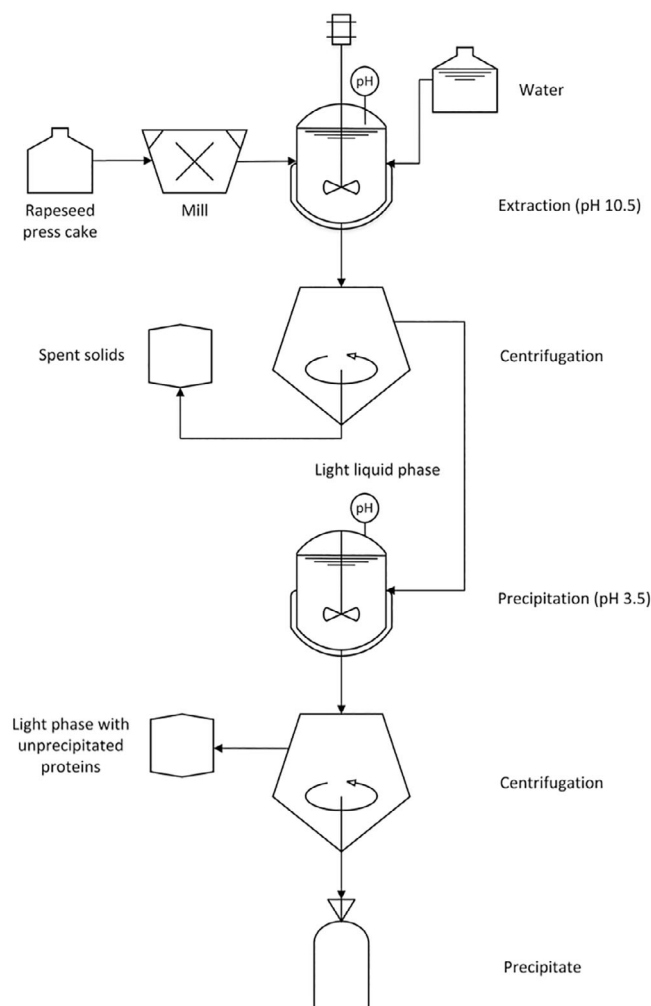 pH
Water
Rapeseed
press cake
Mill
Extraction (pH 10.5)
Spent solids
Centrifugation
Light liquid phase
pH
Precipitation (pH 3.5)
Light phase with
unprecipitated
proteins
Centrifugation
Precipitate